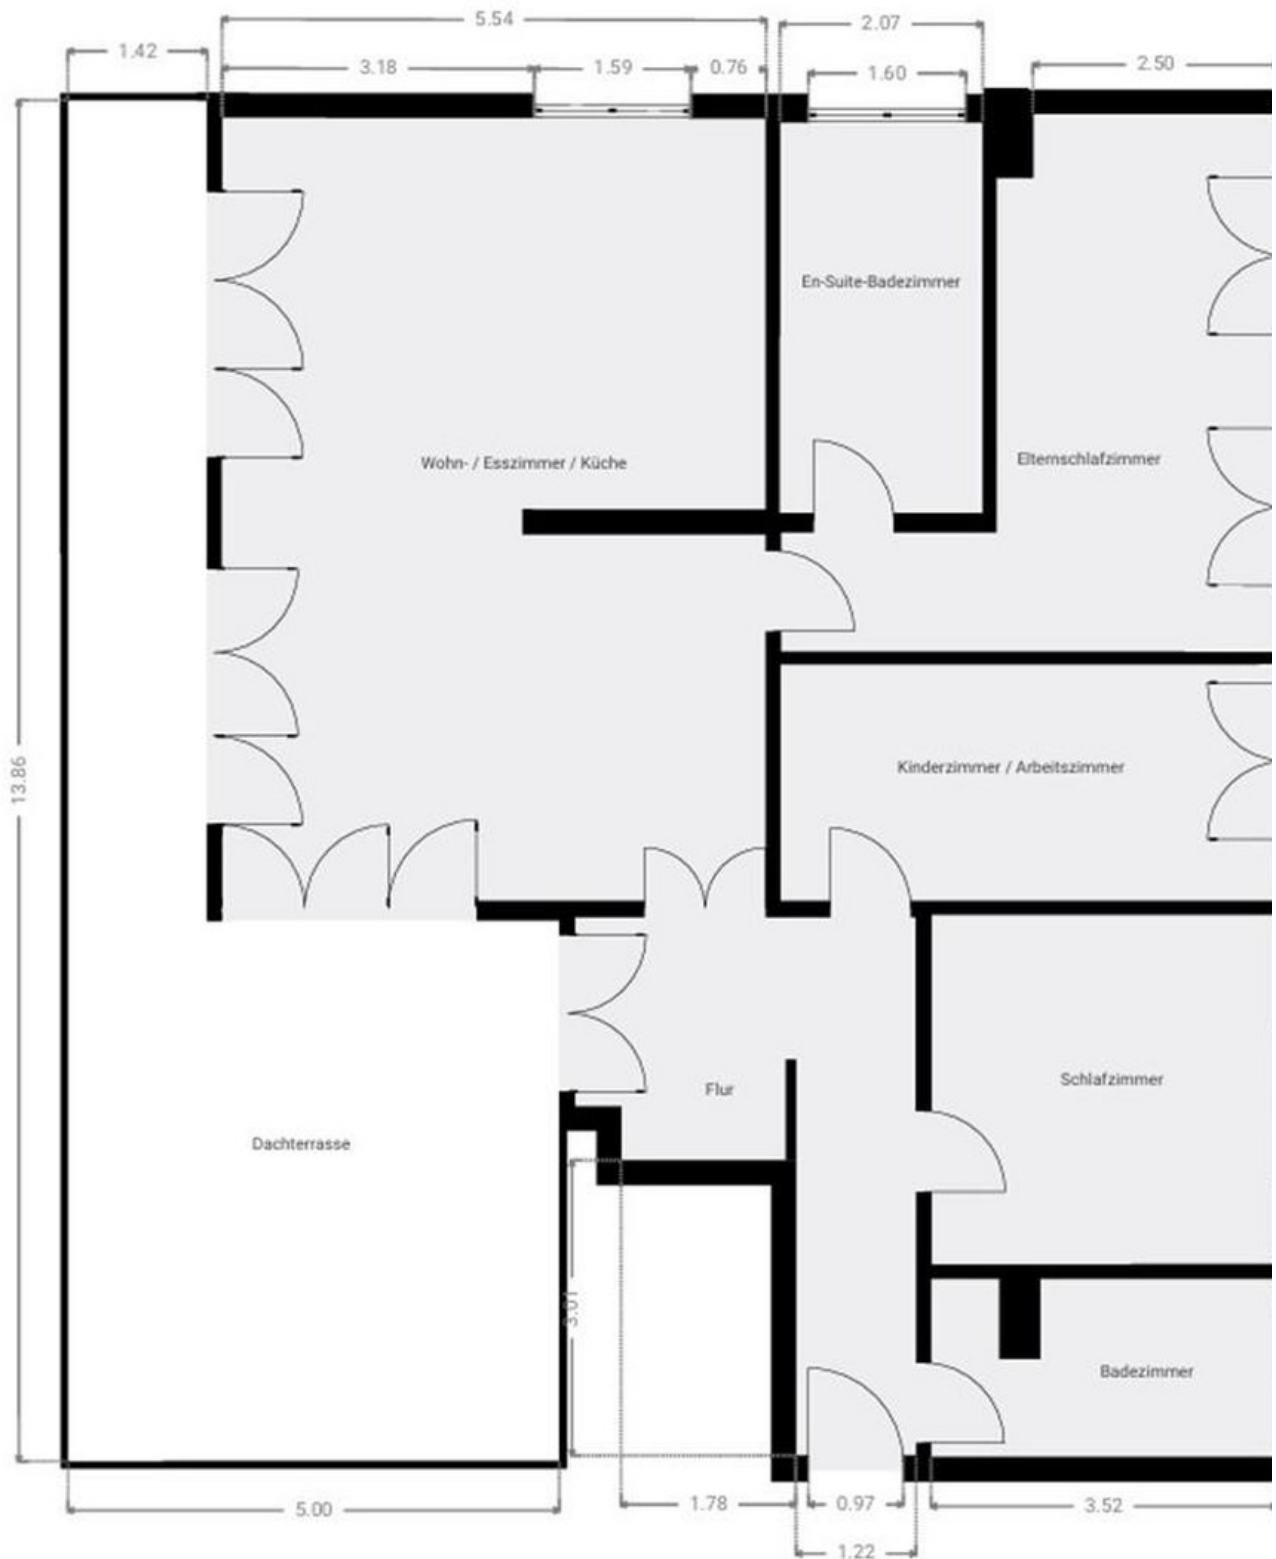 5.54
2.07
1.42
3.18
1.59
0.76
1.60
2.50
En-Suite-Badezimmer
Wohn- / Esszimmer / Küche
Elternschlafzimmer
13.86
Kinderzimmer / Arbeitszimmer
Flur
Schlafzimmer
Dachterrasse
3.01
Badezimmer
5.00
1.78
0.97
3.52
1.22